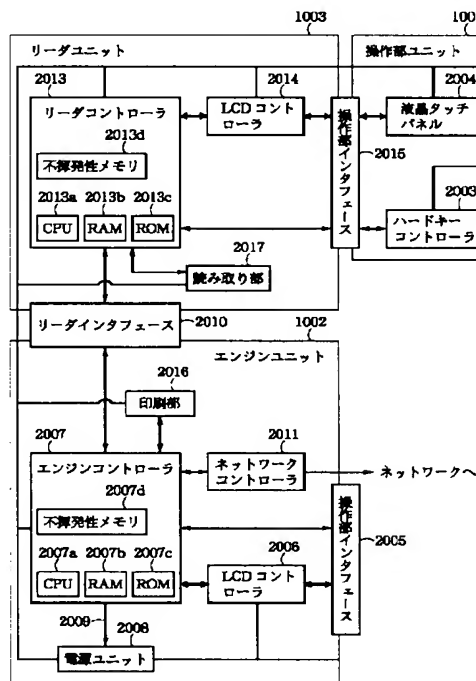 1003
リーダユニット
100
操作部ユニット
2013
リーダコントローラ
2013d
不揮発性メモリ
2013a
2013b
2013c
CPU
RAM
ROM
2014
LCDコント
ローラ
操作部インタフェース
2015
2004
液晶タッチ
パネル
2003
ハードキー
コントローラ
2017
読み取り部
リーダインタフェース
2010
1002
エンジンユニット
2016
印刷部
2007
エンジンコントローラ
2007d
不揮発性メモリ
2007a
2007b
2007c
CPU
RAM
ROM
2011
ネットワーク
コントローラ
ネットワークへ
2006
LCDコント
ローラ
操作部インタフェース
2005
2009
2008
電源ユニット